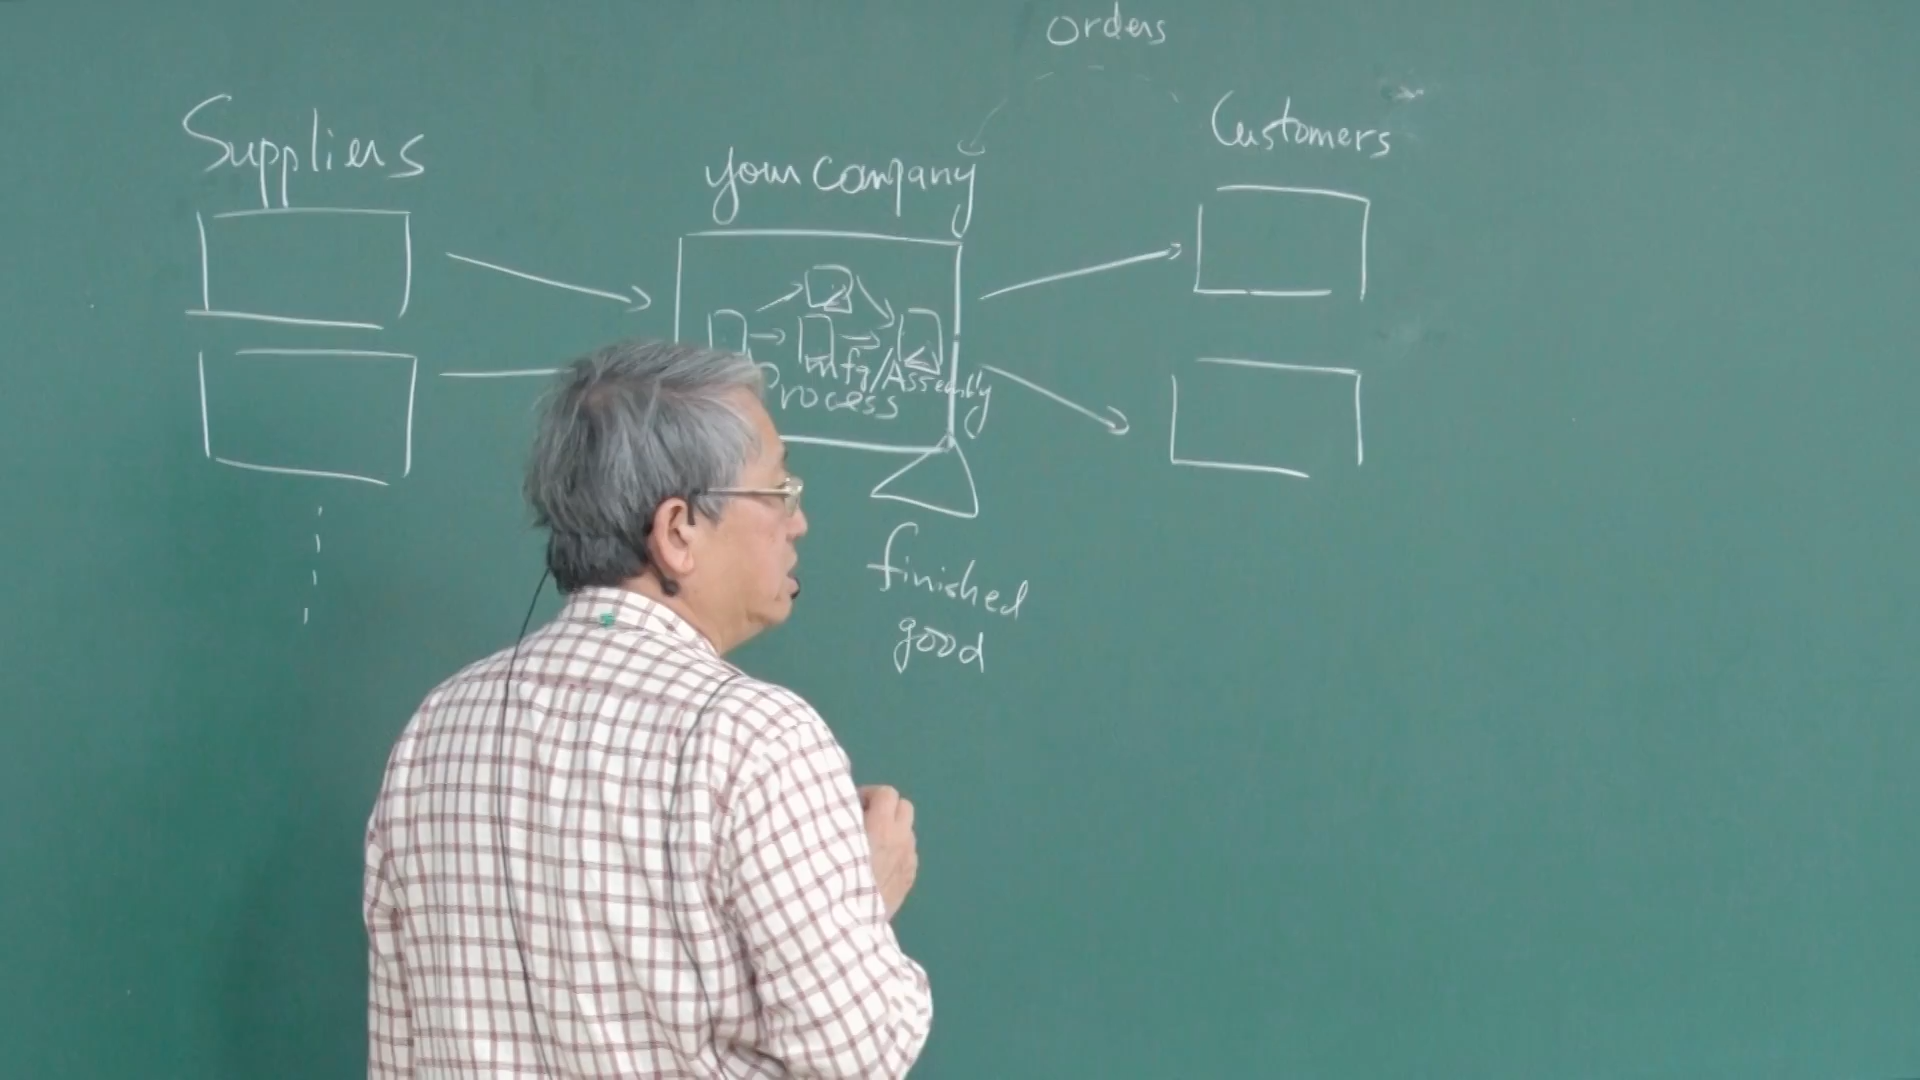 Orders
Suppliers
your company
Customers
mfg/Assembly
Process
finished
good